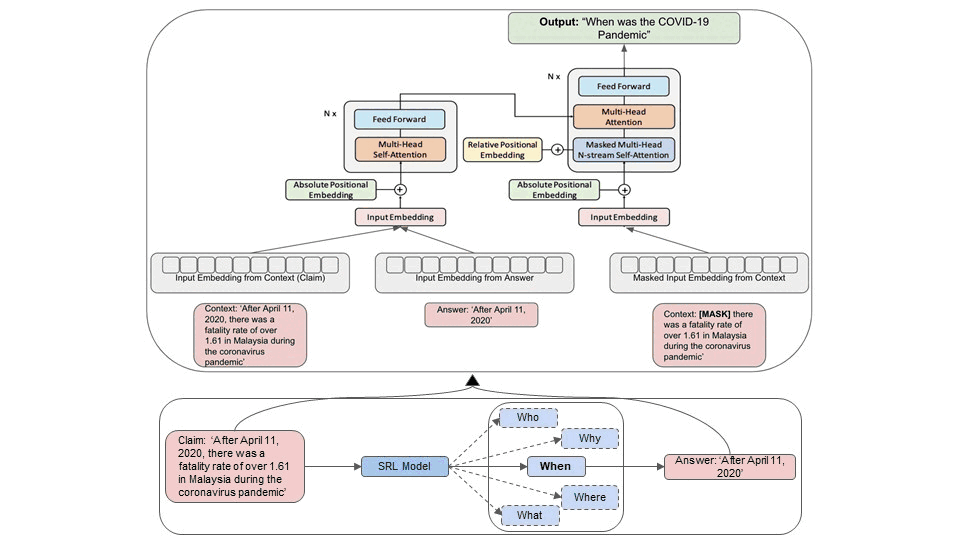 Output: “When was the COVID-19
Pandemic”
N x
Feed Forward
Multi-Head
Attention
Masked Multi-Head
N-stream Self-Attention
Relative Positional
Embedding
Absolute Positional
Embedding
Input Embedding
N x
Feed Forward
Multi-Head
Self-Attention
Absolute Positional
Embedding
Input Embedding
Input Embedding from Context (Claim)
Input Embedding from Answer
Masked Input Embedding from Context
Context: ‘After April 11,
2020, there was a
fatality rate of over
1.61 in Malaysia during
the coronavirus
pandemic’
Answer: ‘After April 11,
2020’
Context: [MASK] there
was a fatality rate of
over 1.61 in Malaysia
during the coronavirus
pandemic’
Claim: ‘After April 11,
2020, there was a
fatality rate of over 1.61
in Malaysia during the
coronavirus pandemic’
SRL Model
Who
Why
When
Where
What
Answer: ‘After April 11,
2020’